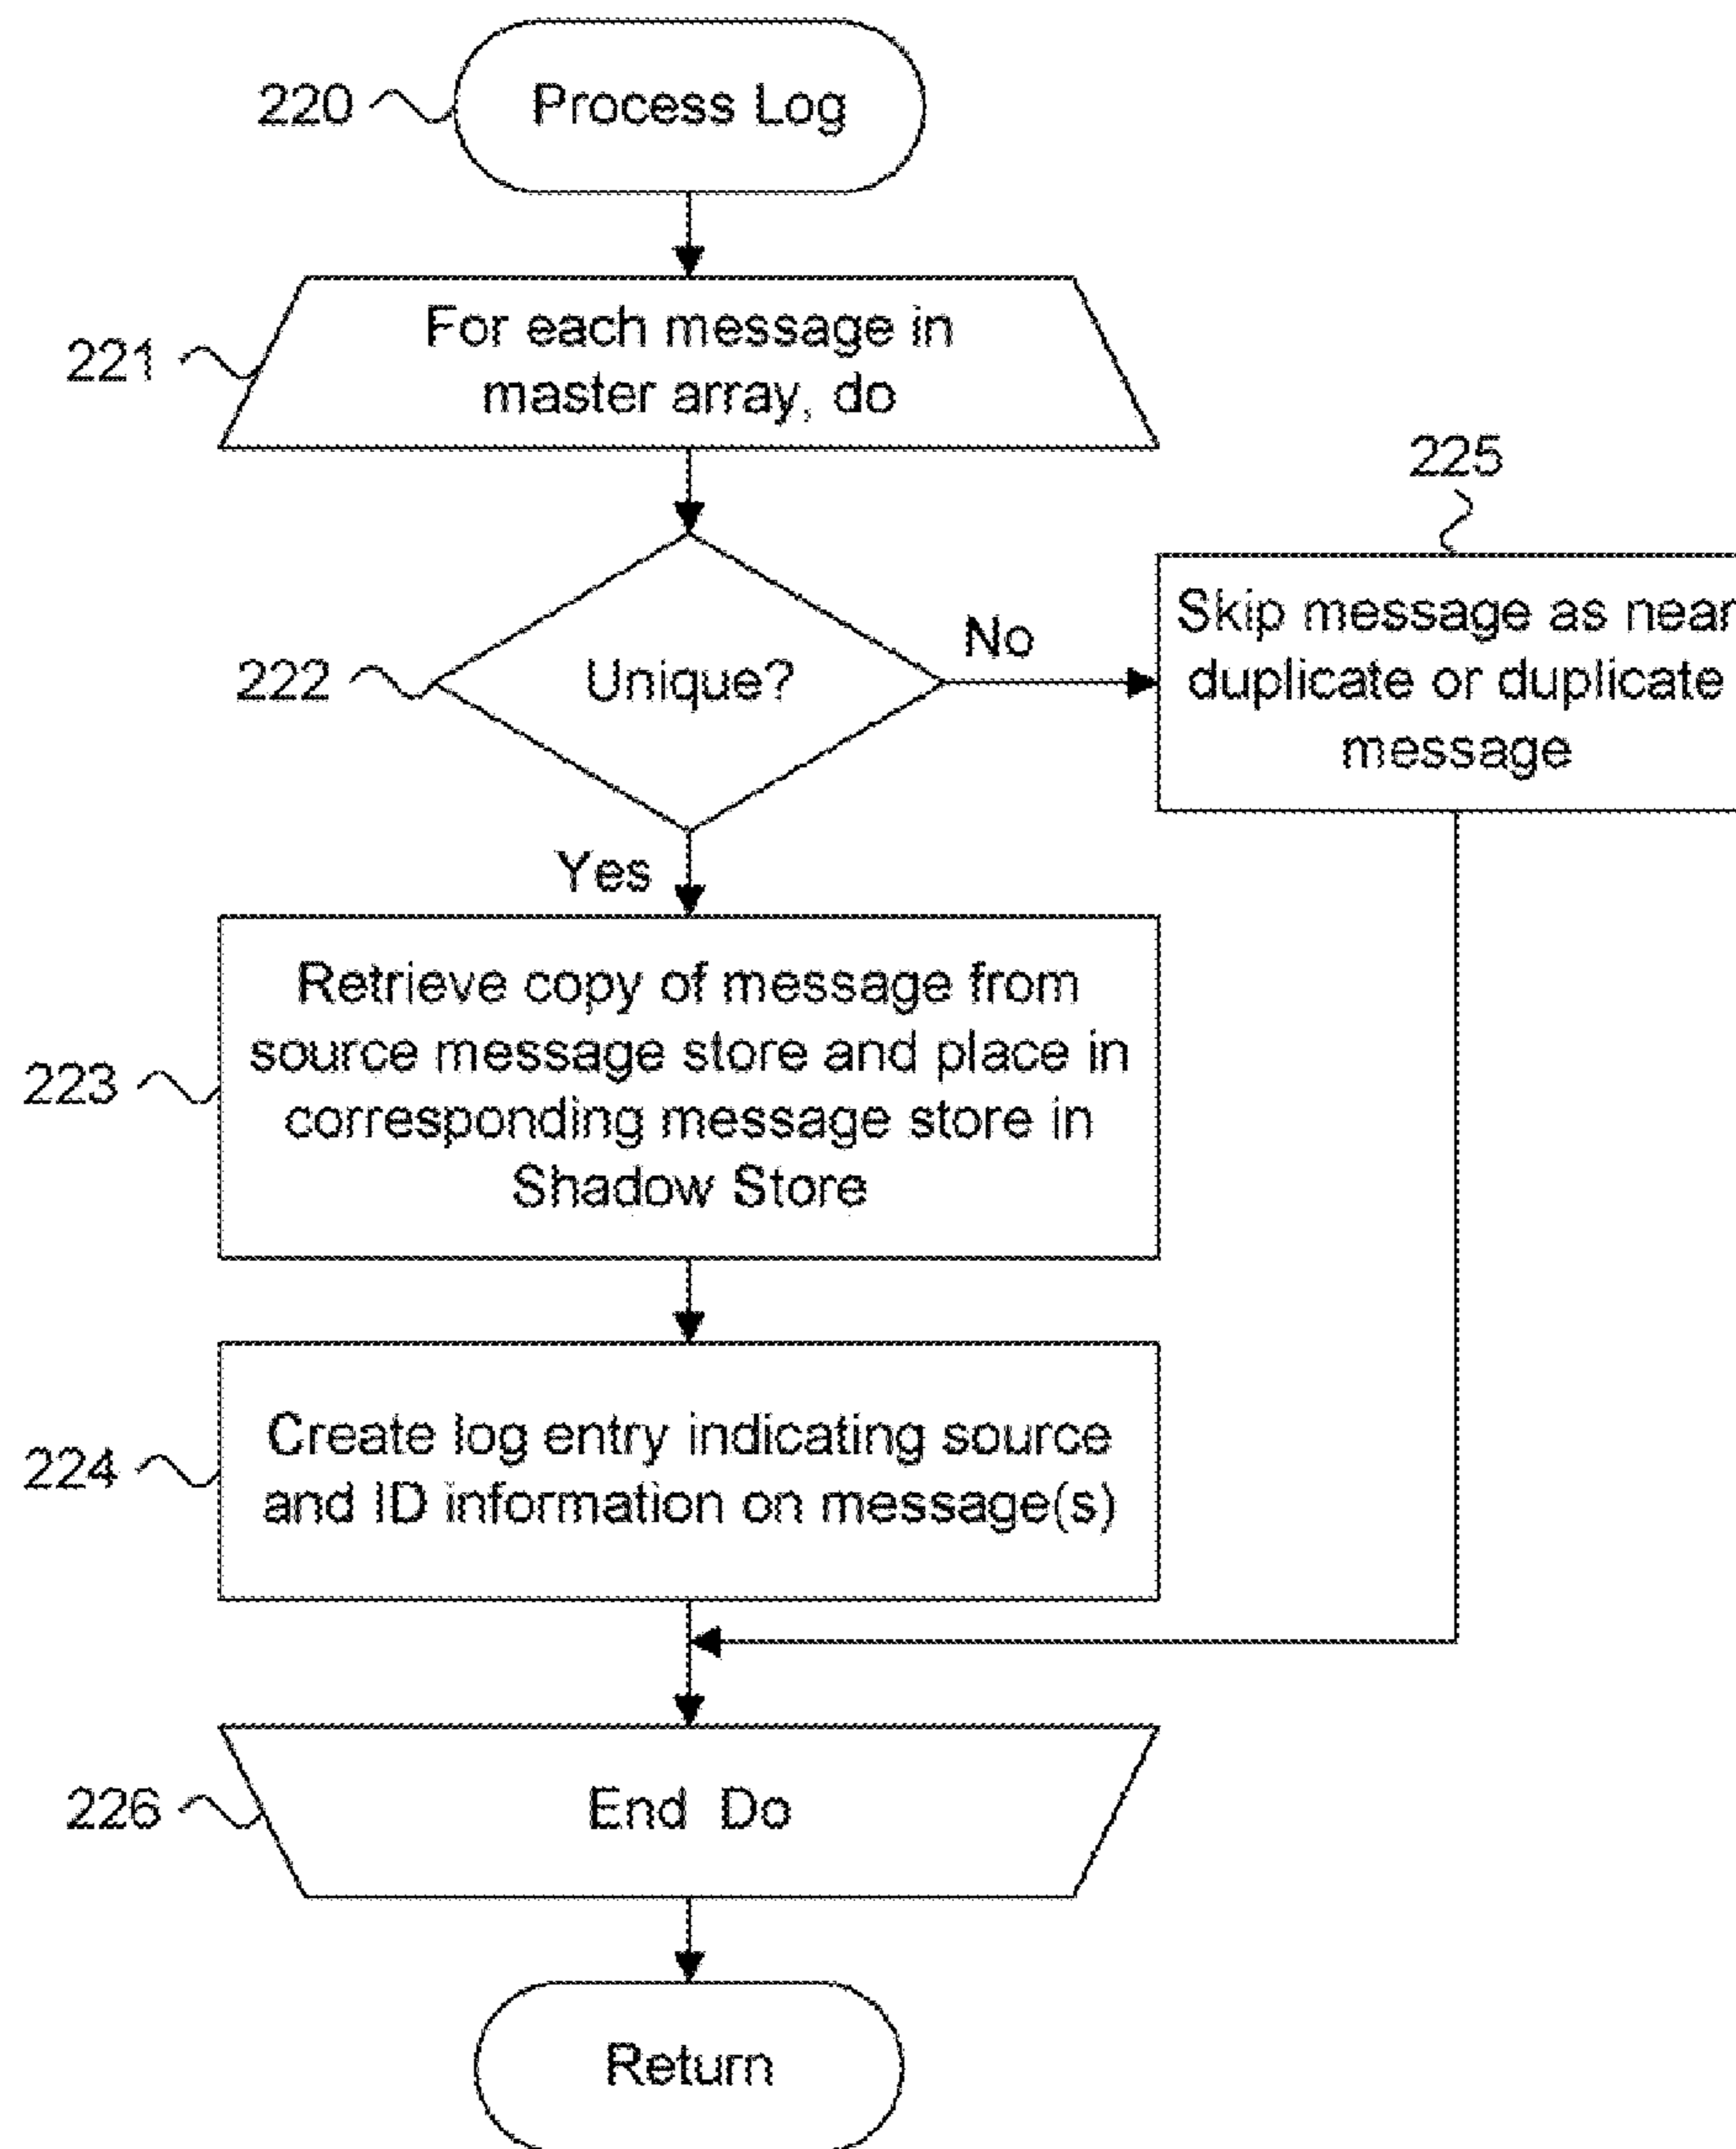 220
Process Log
221
For each message in
master array, do
222
Unique?
No
225
Skip message as near
duplicate or duplicate
message
Yes
223
Retrieve copy of message from
source message store and place in
corresponding message store in
Shadow Store
224
Create log entry indicating source
and ID information on message(s)
226
End Do
Return